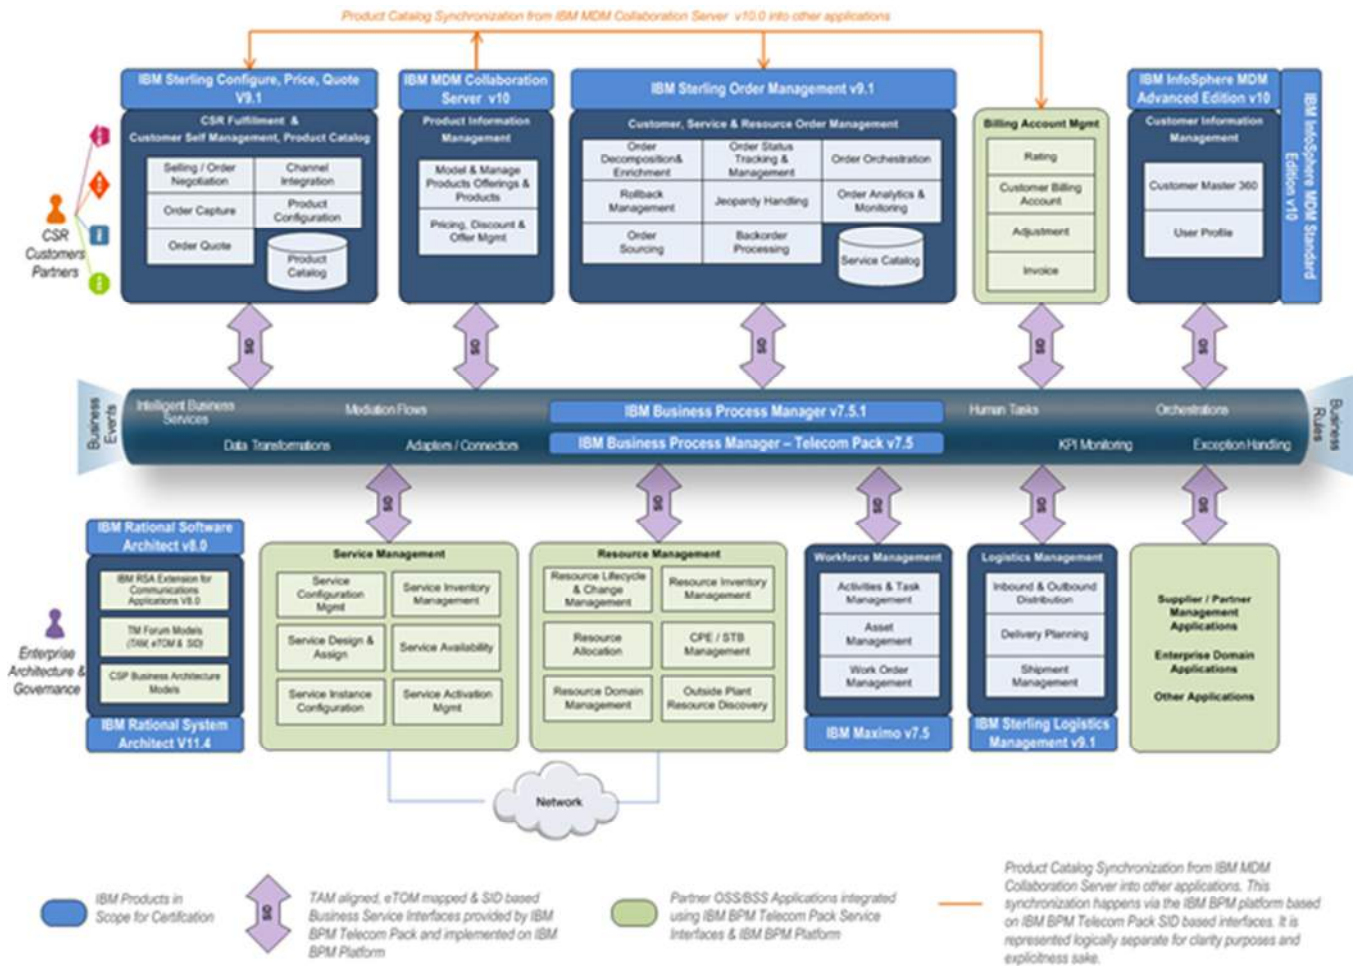 Product Catalog Synchronization from IBM MDM Collaboration Server v10.0 into other applications
IBM Sterling Configure, Price, Quote
V9.1
CSR Fulfillment &
Customer Self Management, Product Catalog
Selling / Order
Negotiation
Channel
Integration
Order Capture
Product
Configuration
Order Quote
Product
Catalog
IBM MDM Collaboration
Server v10
Product Information
Management
Model & Manage
Products Offerings &
Products
Pricing, Discount &
Offer Mgmt
IBM Sterling Order Management v9.1
Customer, Service & Resource Order Management
Order
Decomposition&
Enrichment
Order Status
Tracking &
Management
Order Orchestration
Rollback
Management
Jeopardy Handling
Order Analytics &
Monitoring
Order
Sourcing
Backorder
Processing
Service Catalog
Billing Account Mgmt
Rating
Customer Billing
Account
Adjustment
Invoice
IBM InfoSphere MDM
Advanced Edition v10
Customer Information
Management
Customer Master 360
User Profile
IBM InfoSphere MDM Standard
Edition v10
CSR
Customers
Partners
SID
SID
SID
SID
SID
Business
Events
Intelligent Business
Services
Mediation Flows
IBM Business Process Manager v7.5.1
Human Tasks
Orchestrations
Data Transformations
Adapters / Connectors
IBM Business Process Manager – Telecom Pack v7.5
KPI Monitoring
Exception Handling
Business
Rules
SID
SID
SID
SID
SID
Enterprise
Architecture &
Governance
IBM Rational Software
Architect v8.0
IBM RSA Extension for
Communications
Applications V8.0
TM Forum Models
(TAM, eTOM & SID)
CSP Business Architecture
Models
IBM Rational System
Architect V11.4
Service Management
Service
Configuration
Mgmt
Service Inventory
Management
Service Design &
Assign
Service Availability
Service Instance
Configuration
Service Activation
Mgmt
Resource Management
Resource Lifecycle
& Change
Management
Resource Inventory
Management
Resource
Allocation
CPE / STB
Management
Resource Domain
Management
Outside Plant
Resource Discovery
Workforce Management
Activities & Task
Management
Asset
Management
Work Order
Management
IBM Maximo v7.5
Logistics Management
Inbound & Outbound
Distribution
Delivery Planning
Shipment
Management
IBM Sterling Logistics
Management v9.1
Supplier / Partner
Management
Applications
Enterprise Domain
Applications
Other Applications
Network
IBM Products in
Scope for Certifcation
SID
TAM aligned, eTOM mapped & SID based
Business Service Interfaces provided by IBM
BPM Telecom Pack and implemented on IBM
BPM Platform
Partner OSS/BSS Applications integrated
using IBM BPM Telecom Pack Service
Interfaces & IBM BPM Platform
Product Catalog Synchronization from IBM MDM
Collaboration Server into other applications. This
synchronization happens via the IBM BPM platform based
on IBM BPM Telecom Pack SID based interfaces. It is
represented logically separate for clarity purposes and
explicitness sake.